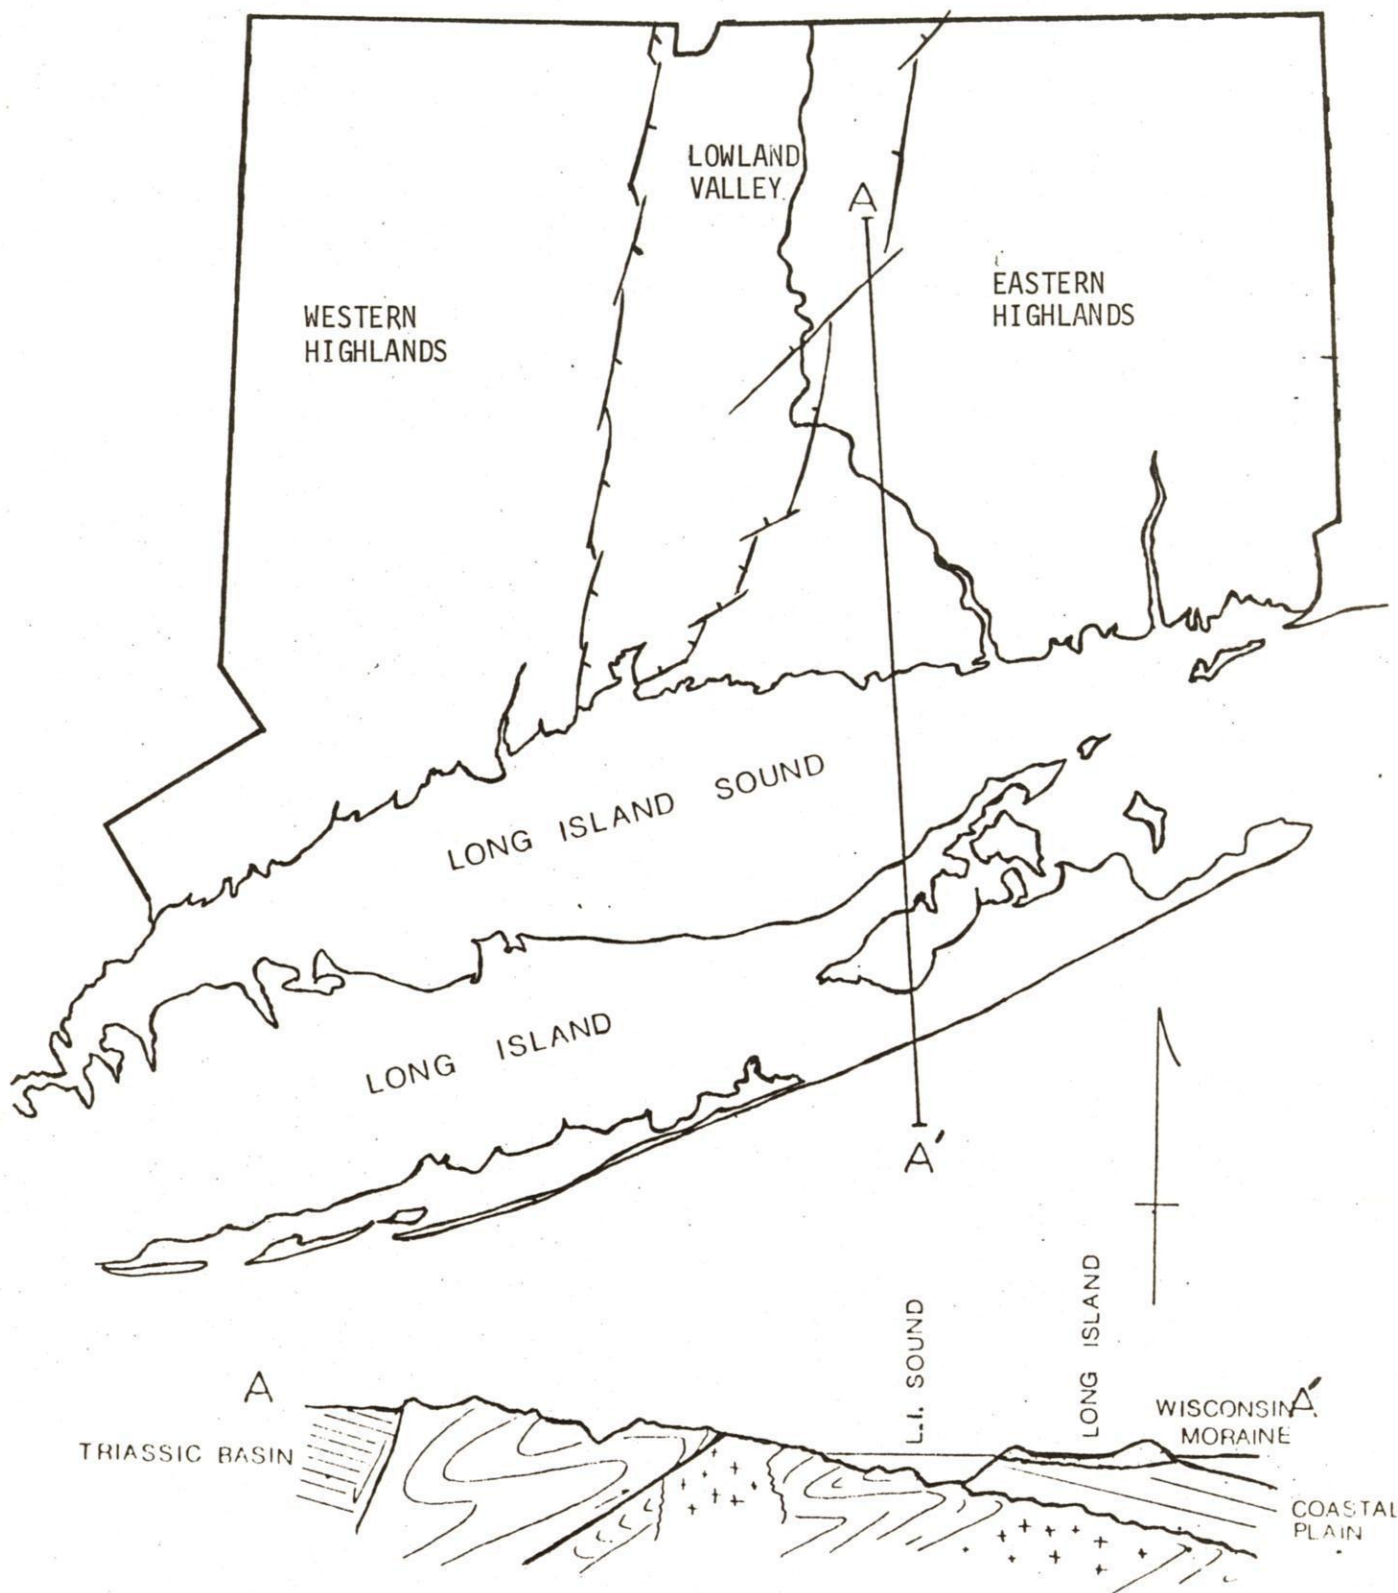 LOWLAND
VALLEY
A
WESTERN
HIGHLANDS
EASTERN
HIGHLANDS
LONG ISLAND SOUND
LONG ISLAND
A'
L.I. SOUND
LONG ISLAND
A
A'
WISCONSIN
MORAINE
TRIASSIC BASIN
COASTAL
PLAIN